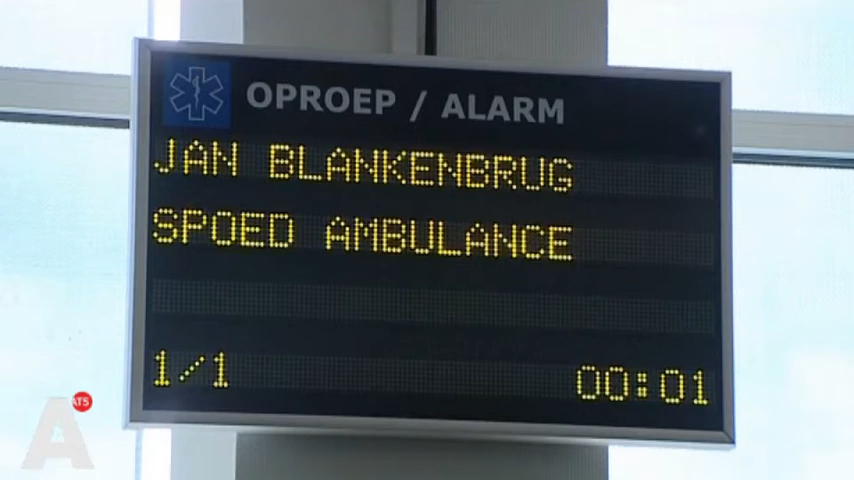 OPROEP / ALARM
JAN BLANKENBRUG
SPOED AMBULANCE
1/1 00:01
A
AT5